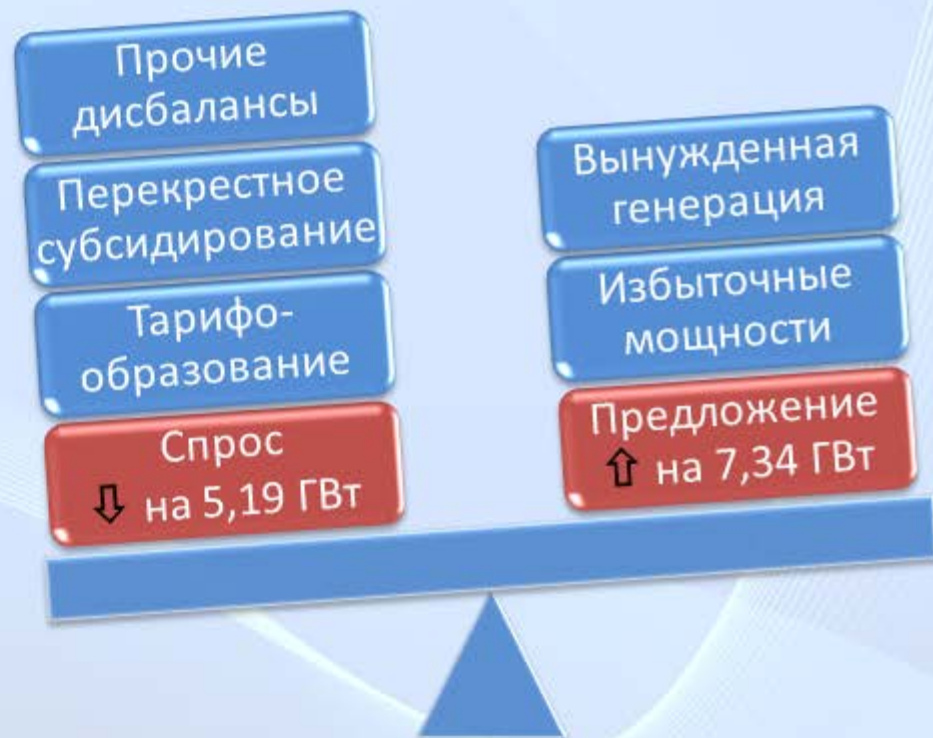 Прочие
дисбалансы
Перекрестное
субсидирование
Тарифо-
образование
Спрос
⇩ на 5,19 ГВт
Вынужденная
генерация
Избыточные
мощности
Предложение
⇧ на 7,34 ГВт